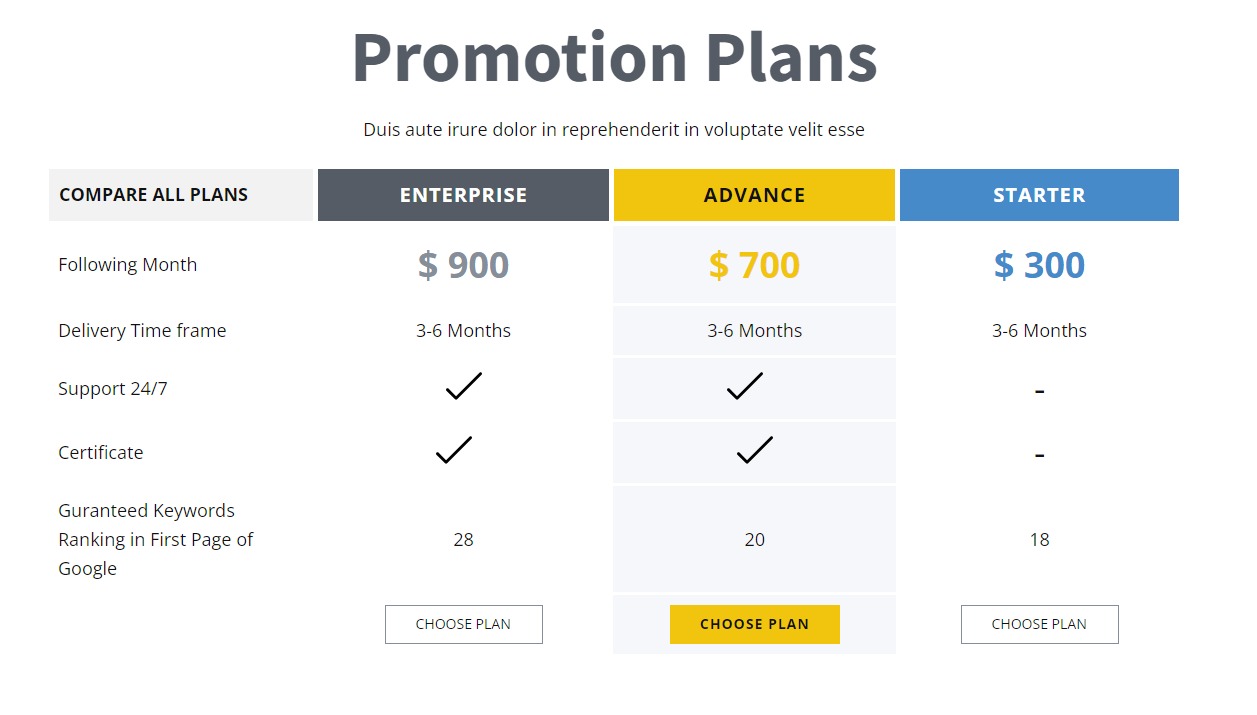 Promotion Plans
Duis aute irure dolor in reprehenderit in voluptate velit esse
COMPARE ALL PLANS ENTERPRISE ADVANCE STARTER
Following Month $ 900 $ 700 $ 300
Delivery Time frame 3-6 Months 3-6 Months 3-6 Months
Support 24/7 -
Certificate -
Guranteed Keywords
Ranking in First Page of 28 20 18
Google
CHOOSE PLAN CHOOSE PLAN CHOOSE PLAN